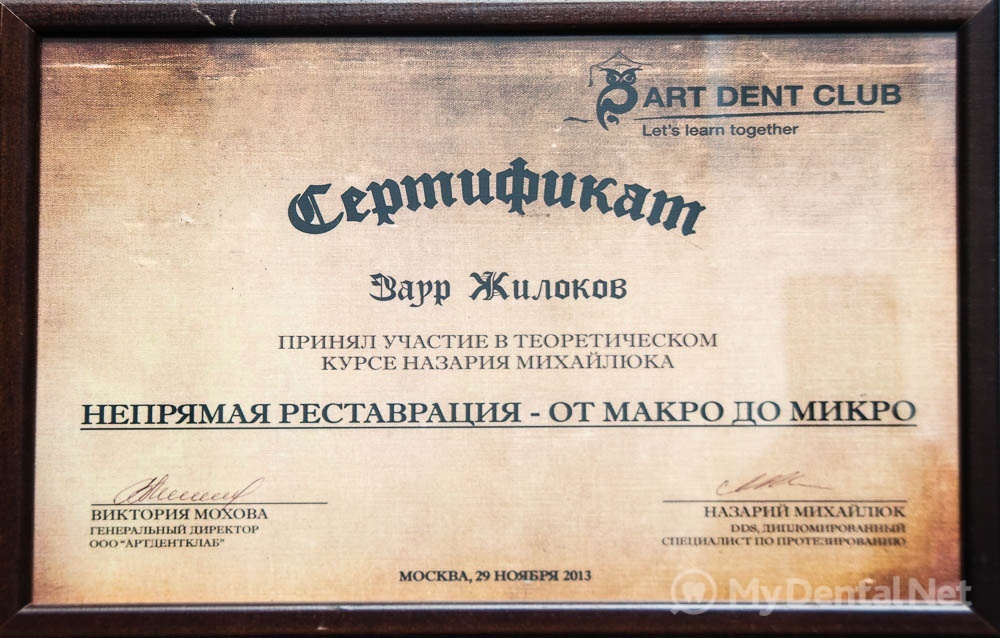 ART DENT CLUB
Let's learn together
Сертификат
Заур Жилоков
ПРИНЯЛ УЧАСТИЕ В ТЕОРЕТИЧЕСКОМ
КУРСЕ НАЗАРИЯ МИХАЙЛЮКА
НЕПРЯМАЯ РЕСТАВРАЦИЯ - ОТ МАКРО ДО МИКРО
ВИКТОРИЯ МОХОВА
ГЕНЕРАЛЬНЫЙ ДИРЕКТОР
ООО "АРТДЕНТКЛАБ"
НАЗАРИЙ МИХАЙЛЮК
DDS, ДИПЛОМИРОВАННЫЙ
СПЕЦИАЛИСТ ПО ПРОТЕЗИРОВАНИЮ
МОСКВА, 29 НОЯБРЯ 2013
MyDental.Net